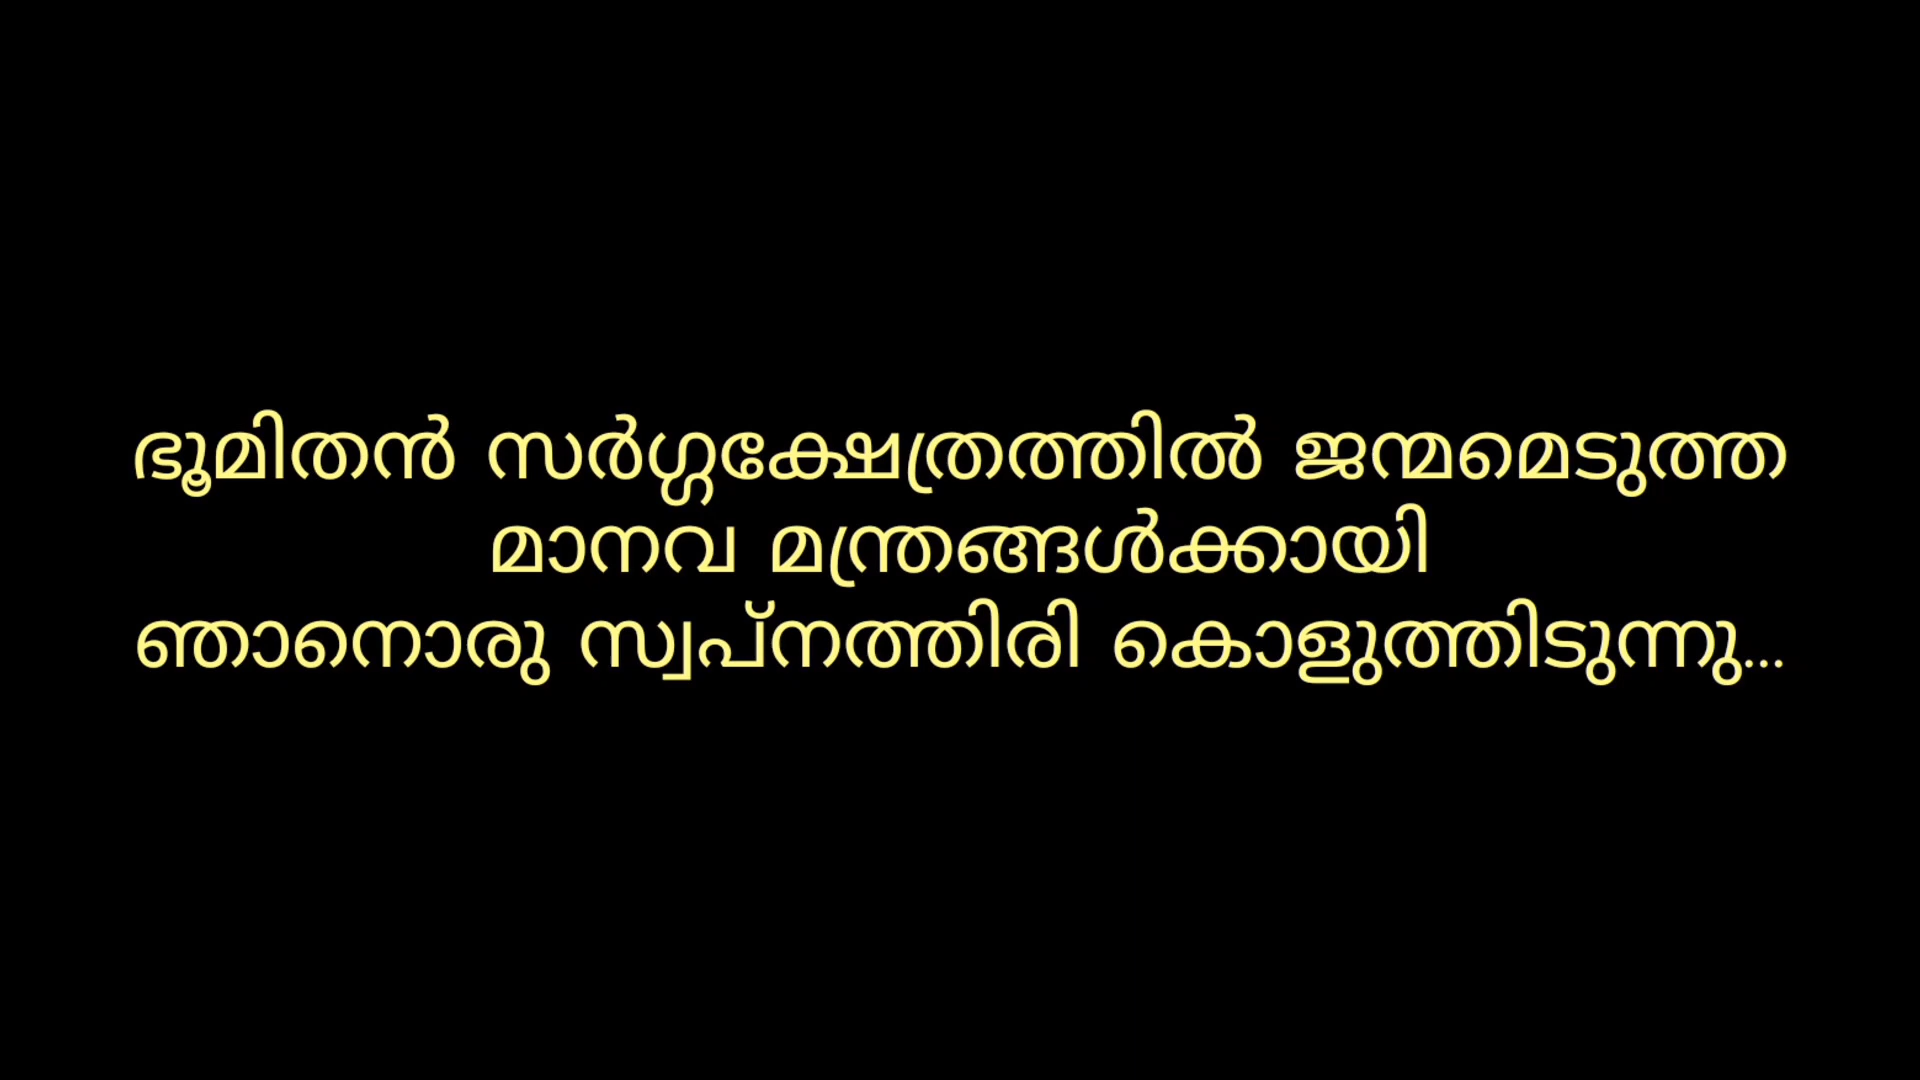 ഭൂമിതൻ സർഗ്ഗക്ഷേത്രത്തിൽ ജന്മമെടുത്ത
മാനവ മന്ത്രങ്ങൾക്കായി
ഞാനൊരു സ്വപ്നത്തിരി കൊളുത്തിടുന്നു...